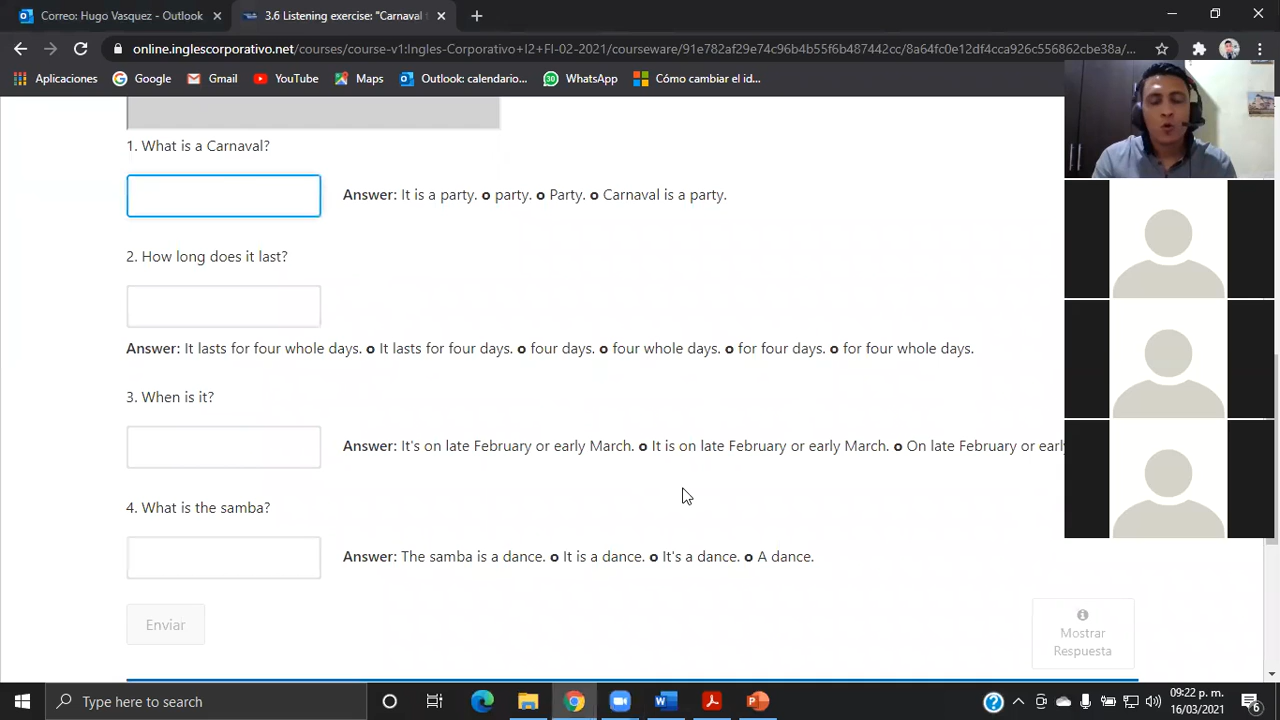 Correo: Hugo Vasquez - Outlook
3.6 Listening exercise: "Carnaval
online.inglescorporativo.net/courses/course-v1:Ingles-Corporativo+I2+FI-02-2021/courseware/91e782af29e74c96b4b55f6b487442cc/8a64fc0e12df4cca926c556862cbe38a/...
Aplicaciones Google Gmail YouTube Maps Outlook: calendario... WhatsApp Cómo cambiar el id...
1. What is a Carnaval?
Answer: It is a party. o party. o Party. o Carnaval is a party.
2. How long does it last?
Answer: It lasts for four whole days. o It lasts for four days. o four days. o four whole days. o for four days. o for four whole days.
3. When is it?
Answer: It's on late February or early March. o It is on late February or early March. o On late February or earl
4. What is the samba?
Answer: The samba is a dance. o It is a dance. o It's a dance. o A dance.
Enviar
Mostrar
Respuesta
Type here to search
09:22 p. m.
16/03/2021
6